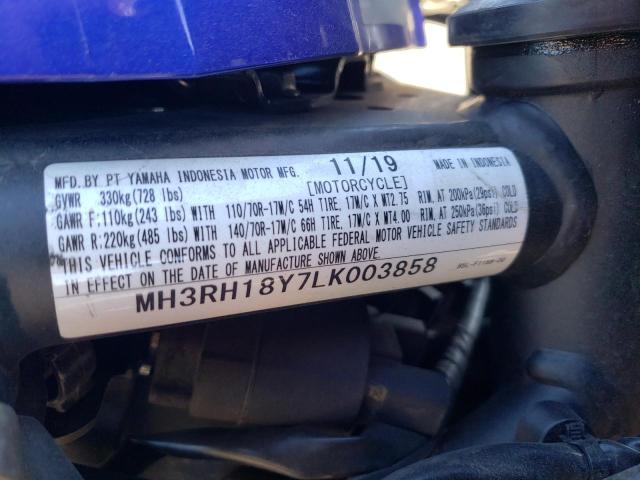 MFD. BY PT YAMAHA INDONESIA MOTOR MFG. 11/19 MADE IN INDONESIA
GVWR 330kg(728 lbs) [MOTORCYCLE]
GAWR F:110kg(243 lbs) WITH 110/70R-17M/C 54H TIRE, 17M/C X MT2.75 RIM, AT 200kPa(29psi) COLD
GAWR R:220kg(485 lbs) WITH 140/70R-17M/C 66H TIRE, 17M/C X MT4.00 RIM, AT 250kPa(36psi) COLD
THIS VEHICLE CONFORMS TO ALL APPLICABLE FEDERAL MOTOR VEHICLE SAFETY STANDARDS
IN EFFECT ON THE DATE OF MANUFACTURE SHOWN ABOVE.
MH3RH18Y7LK003858